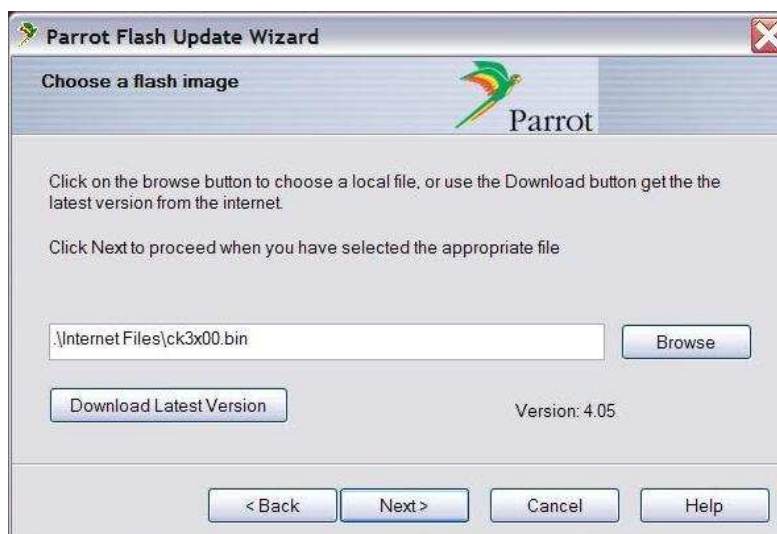 Parrot Flash Update Wizard
Choose a flash image
Parrot
Click on the browse button to choose a local file, or use the Download button get the the
latest version from the internet.
Click Next to proceed when you have selected the appropriate file
.\Internet Files\ck3x00.bin
Browse
Download Latest Version
Version: 4.05
< Back
Next >
Cancel
Help